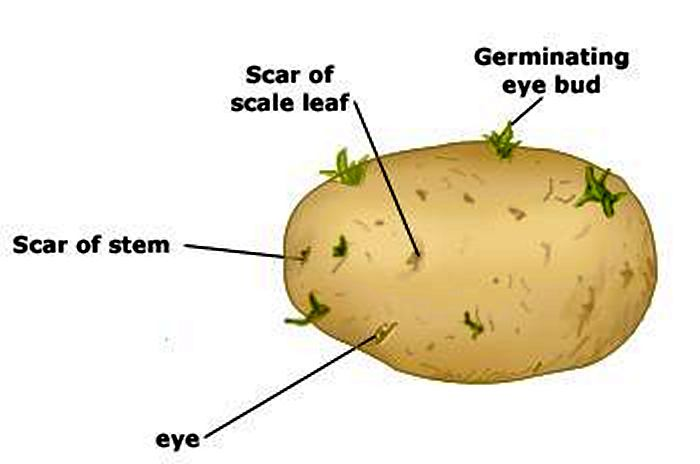 Germinating
eye bud
Scar of
scale leaf
Scar of stem
eye